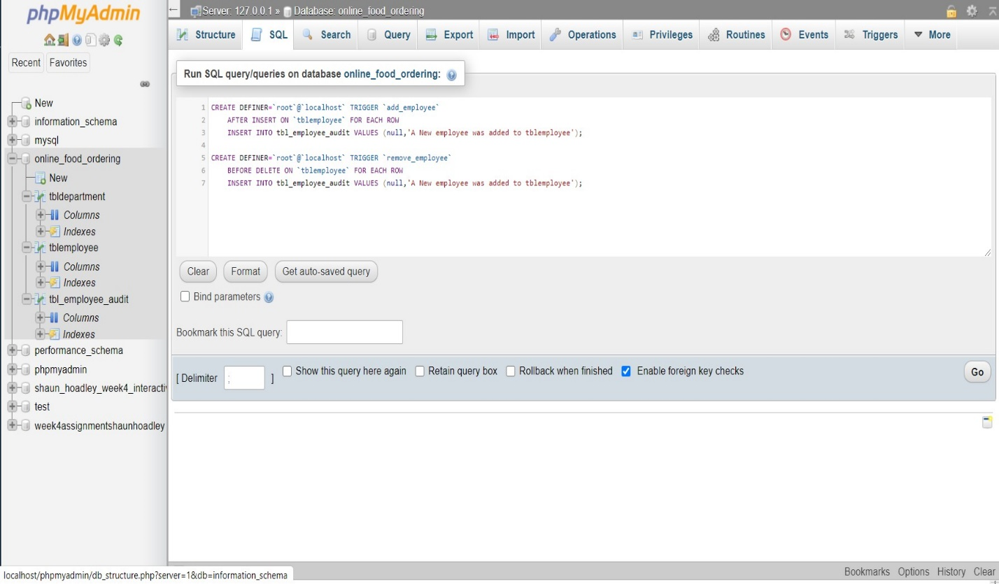 phpMyAdmin
Recent Favorites
New
information_schema
mysql
online_food_ordering
New
tbldepartment
Columns
Indexes
tblemployee
Columns
Indexes
tbl_employee_audit
Columns
Indexes
performance_schema
phpmyadmin
shaun_hoadley_week4_interacti
test
week4assignmentshaunhoadley
localhost/phpmyadmin/db_structure.php?server=1&db=information_schema
Server: 127.0.0.1 » Database: online_food_ordering
Structure SQL Search Query Export Import Operations Privileges Routines Events Triggers More
Run SQL query/queries on database online_food_ordering:
1 CREATE DEFINER=`root`@`localhost` TRIGGER `add_employee`
2 AFTER INSERT ON `tblemployee` FOR EACH ROW
3 INSERT INTO tbl_employee_audit VALUES (null,'A New employee was added to tblemployee');
4
5 CREATE DEFINER=`root`@`localhost` TRIGGER `remove_employee`
6 BEFORE DELETE ON `tblemployee` FOR EACH ROW
7 INSERT INTO tbl_employee_audit VALUES (null,'A New employee was added to tblemployee');
Clear Format Get auto-saved query
Bind parameters
Bookmark this SQL query:
[ Delimiter ; ] Show this query here again Retain query box Rollback when finished Enable foreign key checks Go
Bookmarks Options History Clear